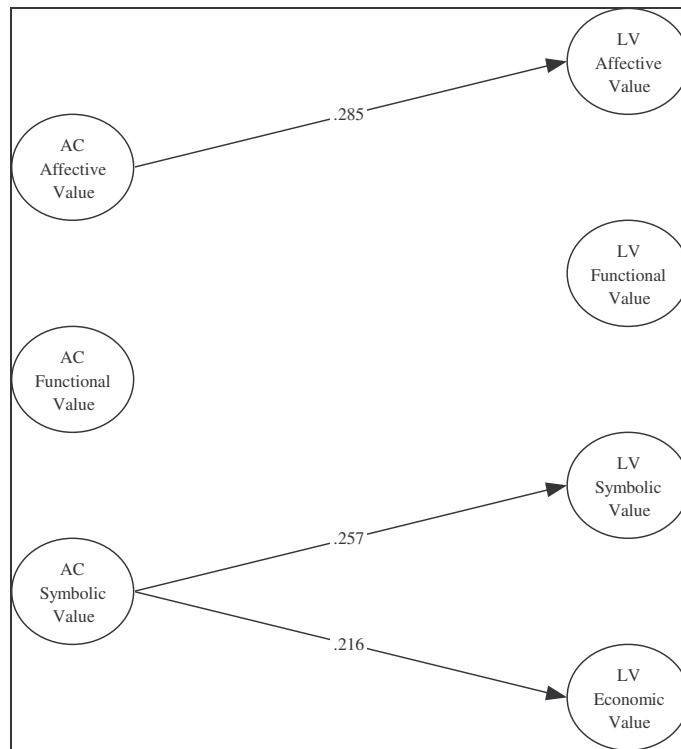 LV
Affective
Value
.285
AC
Affective
Value
LV
Functional
Value
AC
Functional
Value
LV
Symbolic
Value
.257
AC
Symbolic
Value
.216
LV
Economic
Value